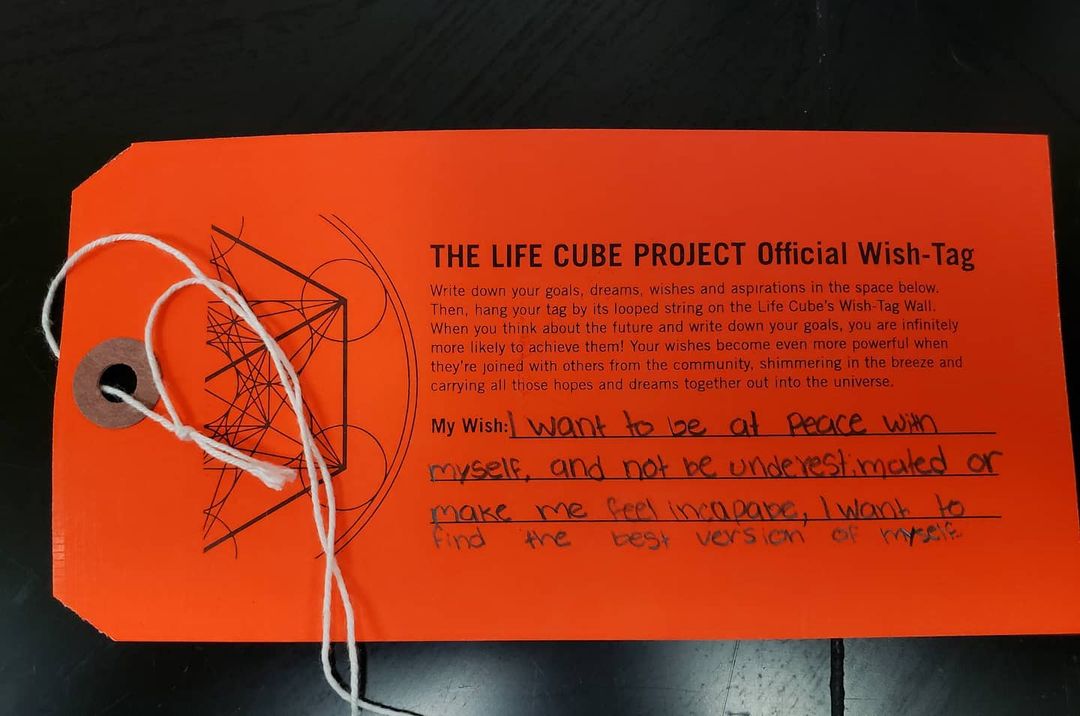 THE LIFE CUBE PROJECT Official Wish-Tag
Write down your goals, dreams, wishes and aspirations in the space below.
Then, hang your tag by its looped string on the Life Cube's Wish-Tag Wall.
When you think about the future and write down your goals, you are infinitely
more likely to achieve them! Your wishes become even more powerful when
they're joined with others from the community, shimmering in the breeze and
carrying all those hopes and dreams together out into the universe.
My Wish: I want to be at peace with
myself, and not be underestimated or
make me feel incapabe, I want to
find the best version of myself